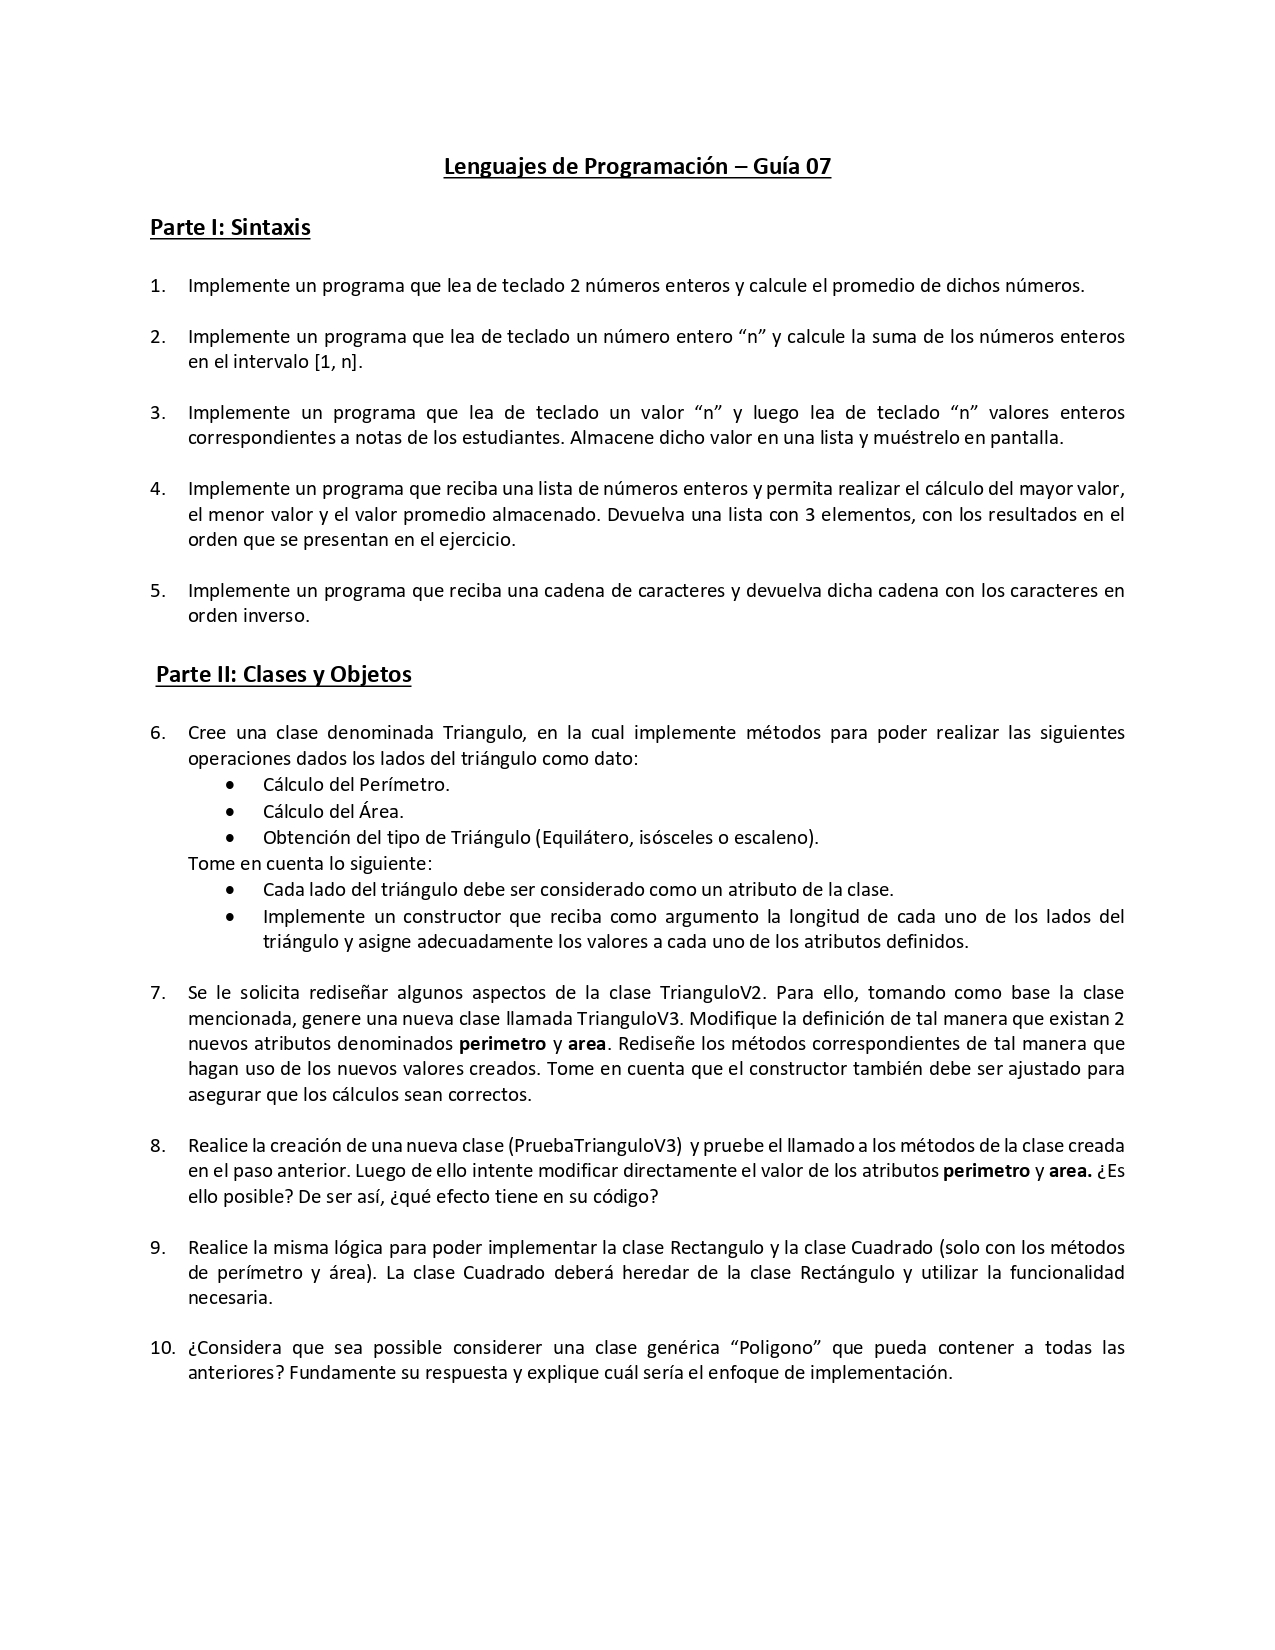 Lenguajes de Programación – Guía 07
Parte I: Sintaxis
1. Implemente un programa que lea de teclado 2 números enteros y calcule el promedio de dichos números.
2. Implemente un programa que lea de teclado un número entero “n” y calcule la suma de los números enteros
en el intervalo [1, n].
3. Implemente un programa que lea de teclado un valor “n” y luego lea de teclado “n” valores enteros
correspondientes a notas de los estudiantes. Almacene dicho valor en una lista y muéstrelo en pantalla.
4. Implemente un programa que reciba una lista de números enteros y permita realizar el cálculo del mayor valor,
el menor valor y el valor promedio almacenado. Devuelva una lista con 3 elementos, con los resultados en el
orden que se presentan en el ejercicio.
5. Implemente un programa que reciba una cadena de caracteres y devuelva dicha cadena con los caracteres en
orden inverso.
Parte II: Clases y Objetos
6. Cree una clase denominada Triangulo, en la cual implemente métodos para poder realizar las siguientes
operaciones dados los lados del triángulo como dato:
• Cálculo del Perímetro.
• Cálculo del Área.
• Obtención del tipo de Triángulo (Equilátero, isósceles o escaleno).
Tome en cuenta lo siguiente:
• Cada lado del triángulo debe ser considerado como un atributo de la clase.
• Implemente un constructor que reciba como argumento la longitud de cada uno de los lados del
triángulo y asigne adecuadamente los valores a cada uno de los atributos definidos.
7. Se le solicita rediseñar algunos aspectos de la clase TrianguloV2. Para ello, tomando como base la clase
mencionada, genere una nueva clase llamada TrianguloV3. Modifique la definición de tal manera que existan 2
nuevos atributos denominados perimetro y area. Rediseñe los métodos correspondientes de tal manera que
hagan uso de los nuevos valores creados. Tome en cuenta que el constructor también debe ser ajustado para
asegurar que los cálculos sean correctos.
8. Realice la creación de una nueva clase (PruebaTrianguloV3) y pruebe el llamado a los métodos de la clase creada
en el paso anterior. Luego de ello intente modificar directamente el valor de los atributos perimetro y area. ¿Es
ello posible? De ser así, ¿qué efecto tiene en su código?
9. Realice la misma lógica para poder implementar la clase Rectangulo y la clase Cuadrado (solo con los métodos
de perímetro y área). La clase Cuadrado deberá heredar de la clase Rectángulo y utilizar la funcionalidad
necesaria.
10. ¿Considera que sea possible considerer una clase genérica “Poligono” que pueda contener a todas las
anteriores? Fundamente su respuesta y explique cuál sería el enfoque de implementación.